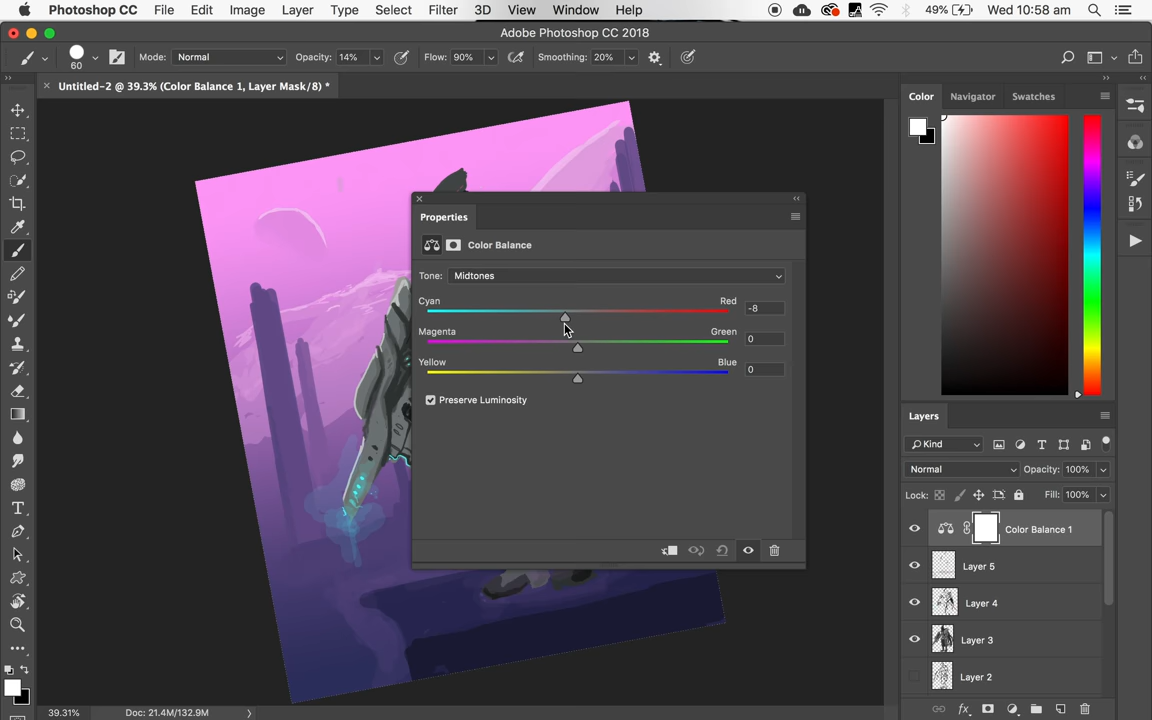 Photoshop CC File Edit Image Layer Type Select Filter 3D View Window Help 49% Wed 10:58 am
Adobe Photoshop CC 2018
60 Mode: Normal Opacity: 14% Flow: 90% Smoothing: 20%
Untitled-2 @ 39.3% (Color Balance 1, Layer Mask/8) *
Color Navigator Swatches
Properties
Color Balance
Tone: Midtones
Cyan Red -8
Magenta Green 0
Yellow Blue 0
Preserve Luminosity
Layers
Kind
Normal Opacity: 100%
Lock: Fill: 100%
Color Balance 1
Layer 5
Layer 4
Layer 3
Layer 2
39.31% Doc: 21.4M/132.9M